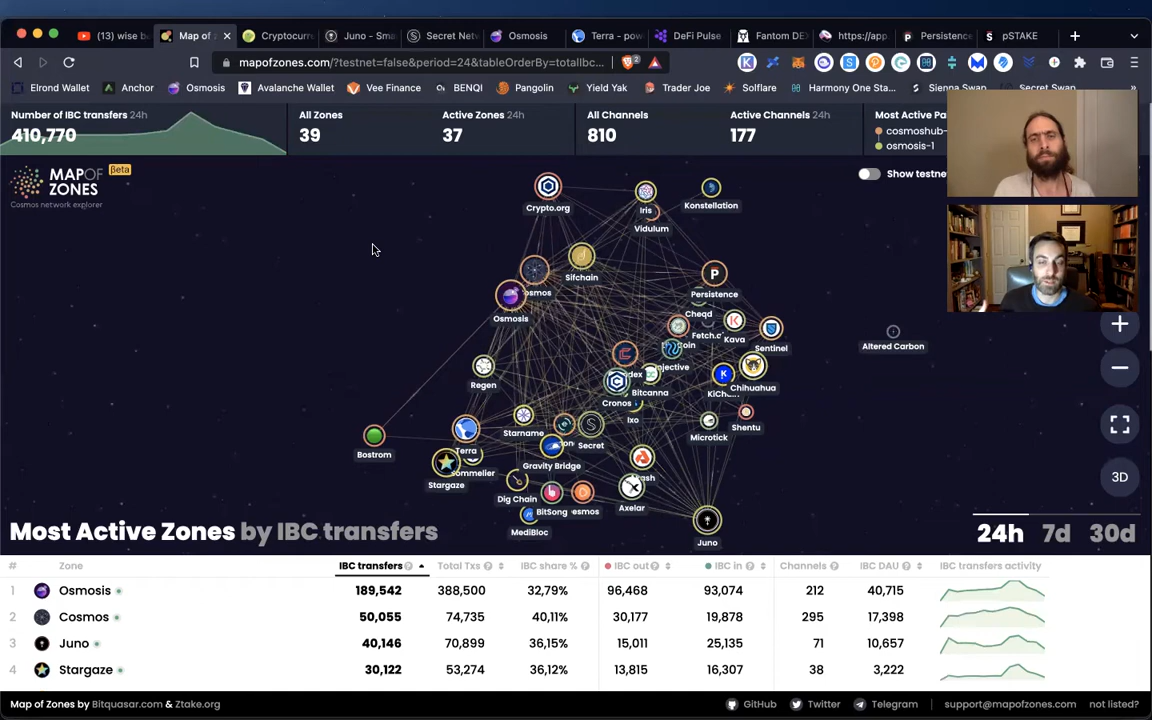 (13) wise b
Map of
Cryptocurr
Juno - Sma
Secret Net
Osmosis
Terra - pow
DeFi Pulse
Fantom DE
https://app.
Persistence
pSTAKE
mapofzones.com/?testnet=false&period=24&tableOrderBy=totalIbc...
Elrond Wallet
Anchor
Osmosis
Avalanche Wallet
Vee Finance
BENQI
Pangolin
Yield Yak
Trader Joe
Solflare
Harmony One Sta...
Sienna Swap
Secret Swap
»
Number of IBC transfers 24h
410,770
All Zones
39
Active Zones 24h
37
All Channels
810
Active Channels 24h
177
Most Active Pa
cosmoshub-
osmosis-1
MAPOF ZONES
Beta
Cosmos network explorer
Show testne
Crypto.org
Iris
Vidulum
Konstellation
Sifchain
osmos
Osmosis
Persistence
Cheqd
Fetch.
Kava
Sentinel
Altered Carbon
coin
njective
dex
Bitcanna
Cronos
KiChain
Chihuahua
Regen
Ixo
Microtick
Shentu
Starname
Secret
Bostrom
Terra
ommelier
Stargaze
Gravity Bridge
Dig Chain
BitSong
esmos
MediBloc
kash
Axelar
Juno
3D
Most Active Zones by IBC transfers
24h 7d 30d
# Zone IBC transfers Total Txs IBC share % IBC out IBC in Channels IBC DAU IBC transfers activity
1 Osmosis 189,542 388,500 32,79% 96,468 93,074 212 40,715
2 Cosmos 50,055 74,735 40,11% 30,177 19,878 295 17,398
3 Juno 40,146 70,899 36,15% 15,011 25,135 71 10,657
4 Stargaze 30,122 53,274 36,12% 13,815 16,307 38 3,222
Map of Zones by Bitquasar.com & Ztake.org
GitHub
Twitter
Telegram
support@mapofzones.com
not listed?